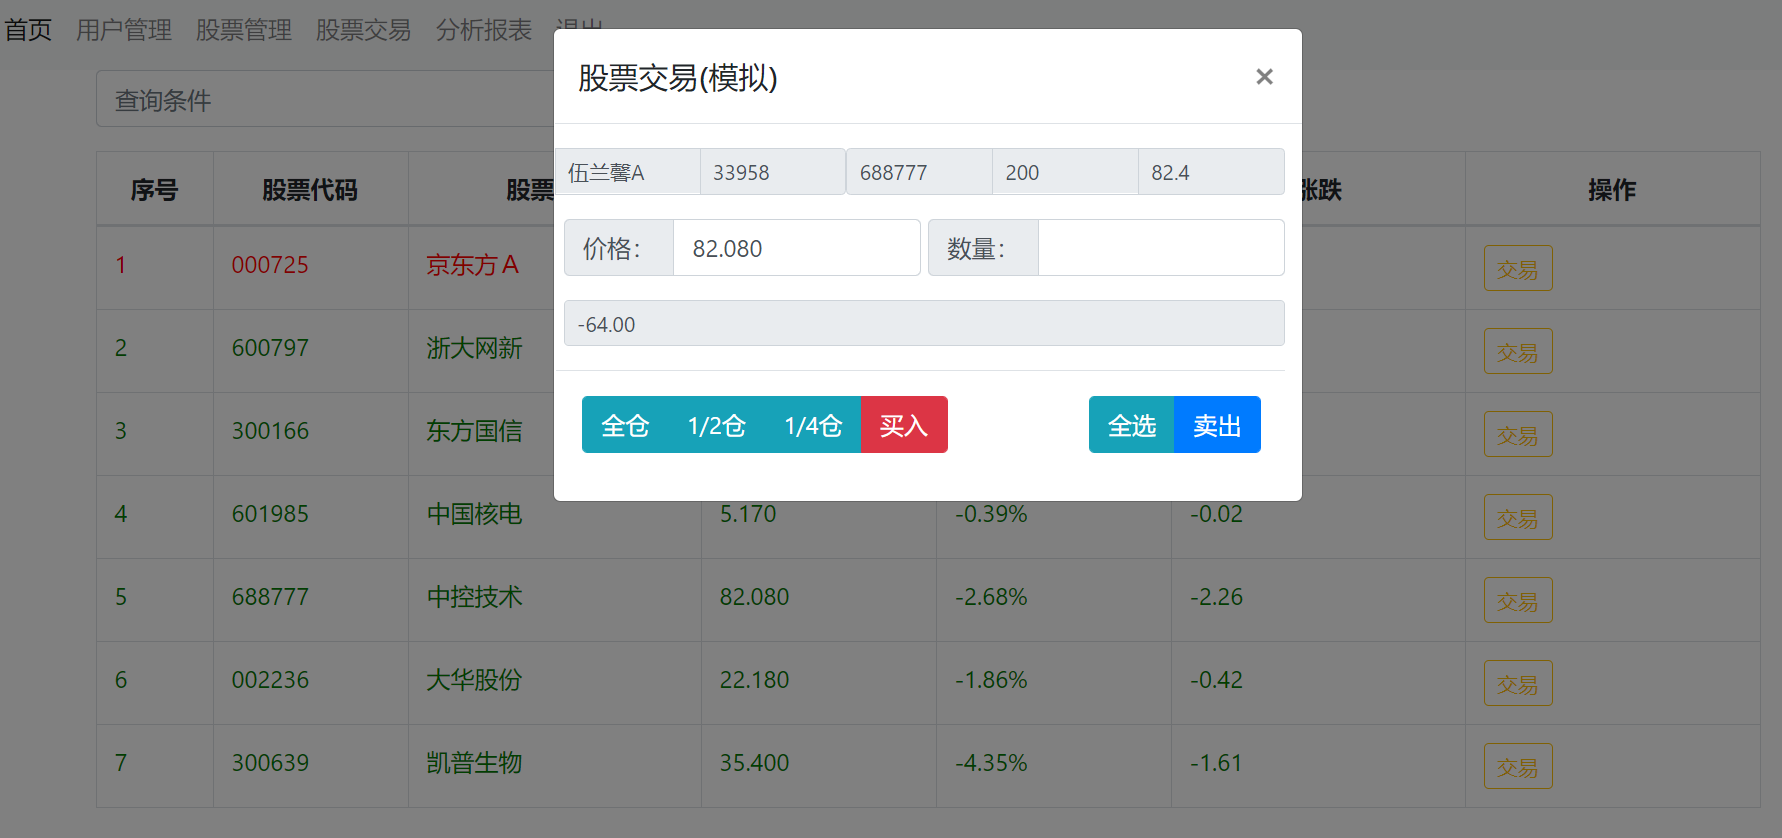 首页 用户管理 股票管理 股票交易 分析报表 退出
查询条件
股票交易(模拟) ×
伍兰馨A 33958 688777 200 82.4
价格： 82.080 数量：
-64.00
全仓 1/2仓 1/4仓 买入 全选 卖出
序号 股票代码 股票 涨跌 操作
1 000725 京东方Ａ 交易
2 600797 浙大网新 交易
3 300166 东方国信 交易
4 601985 中国核电 5.170 -0.39% -0.02 交易
5 688777 中控技术 82.080 -2.68% -2.26 交易
6 002236 大华股份 22.180 -1.86% -0.42 交易
7 300639 凯普生物 35.400 -4.35% -1.61 交易